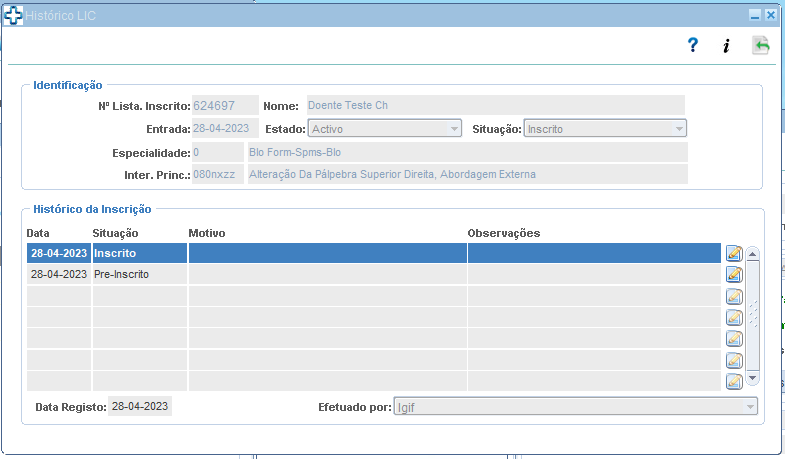 Histórico LIC
? i
Identificação
Nº Lista. Inscrito: 624697 Nome: Doente Teste Ch
Entrada: 28-04-2023 Estado: Activo Situação: Inscrito
Especialidade: 0 Blo Form-Spms-Blo
Inter. Princ.: 080nxzz Alteração Da Pálpebra Superior Direita, Abordagem Externa
Histórico da Inscrição
Data Situação Motivo Observações
28-04-2023 Inscrito
28-04-2023 Pre-Inscrito
Data Registo: 28-04-2023 Efetuado por: Igif